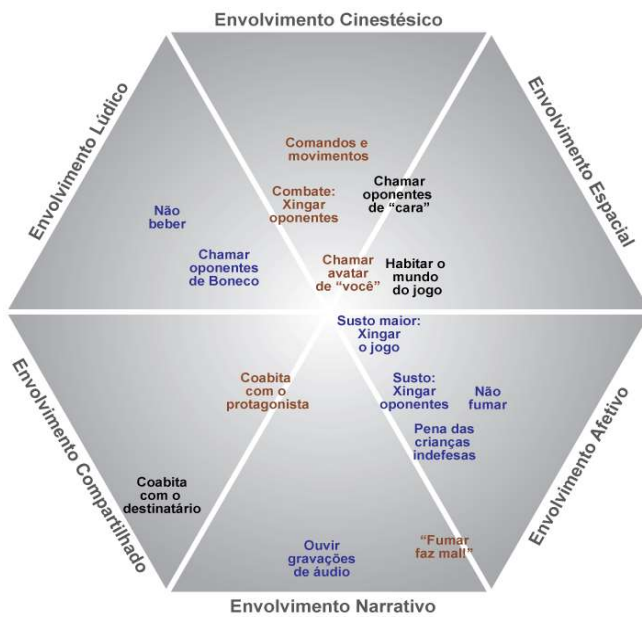 Envolvimento Cinestésico
Envolvimento Lúdico
Envolvimento Espacial
Comandos e
movimentos
Combate:
Xingar
oponentes
Chamar
oponentes
de “cara”
Não
beber
Chamar
oponentes
de Boneco
Chamar
avatar
de “você”
Habitar o
mundo
do jogo
Susto maior:
Xingar
o jogo
Coabita
com o
protagonista
Susto:
Xingar
oponentes
Não
fumar
Pena das
crianças
indefesas
Coabita
com o
destinatário
Ouvir
gravações
de áudio
“Fumar
faz mal!”
Envolvimento Compartilhado
Envolvimento Afetivo
Envolvimento Narrativo